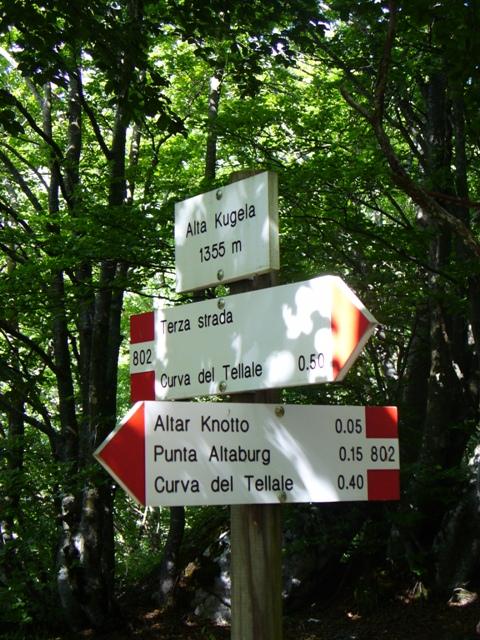 Alta Kugela
1355 m
Terza strada
802
Curva del Tellale 0.50
Altar Knotto 0.05
Punta Altaburg 0.15 802
Curva del Tellale 0.40